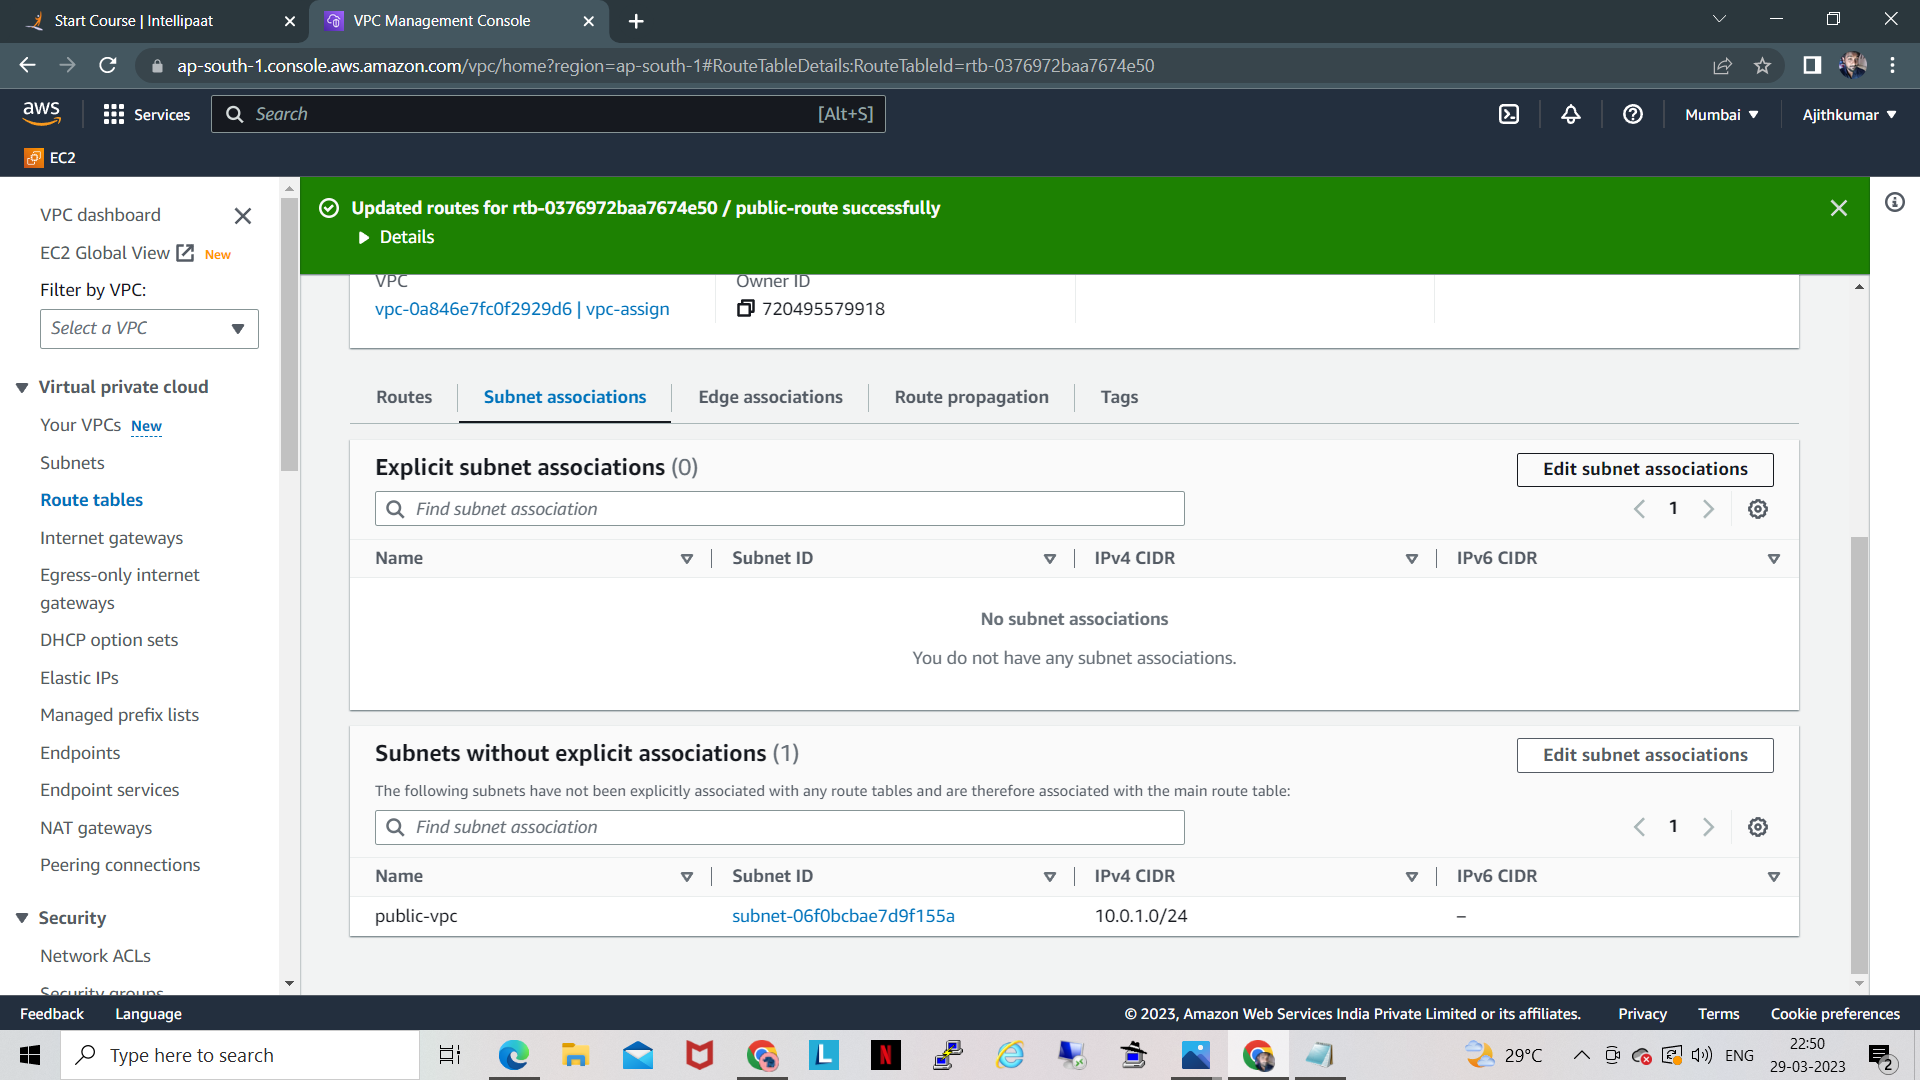 Start Course | Intellipaat
VPC Management Console
ap-south-1.console.aws.amazon.com/vpc/home?region=ap-south-1#RouteTableDetails:RouteTableId=rtb-0376972baa7674e50
aws
Services
Search
[Alt+S]
Mumbai
Ajithkumar
EC2
VPC dashboard
EC2 Global View New
Filter by VPC:
Select a VPC
Virtual private cloud
Your VPCs New
Subnets
Route tables
Internet gateways
Egress-only internet
gateways
DHCP option sets
Elastic IPs
Managed prefix lists
Endpoints
Endpoint services
NAT gateways
Peering connections
Security
Network ACLs
Security groups
Updated routes for rtb-0376972baa7674e50 / public-route successfully
Details
VPC
vpc-0a846e7fc0f2929d6 | vpc-assign
Owner ID
720495579918
Routes
Subnet associations
Edge associations
Route propagation
Tags
Explicit subnet associations (0)
Edit subnet associations
Find subnet association
1
Name
Subnet ID
IPv4 CIDR
IPv6 CIDR
No subnet associations
You do not have any subnet associations.
Subnets without explicit associations (1)
Edit subnet associations
The following subnets have not been explicitly associated with any route tables and are therefore associated with the main route table:
Find subnet association
1
Name
Subnet ID
IPv4 CIDR
IPv6 CIDR
public-vpc
subnet-06f0bcbae7d9f155a
10.0.1.0/24
–
Feedback
Language
© 2023, Amazon Web Services India Private Limited or its affiliates.
Privacy
Terms
Cookie preferences
Type here to search
L
N
29°C
ENG
22:50
29-03-2023
2